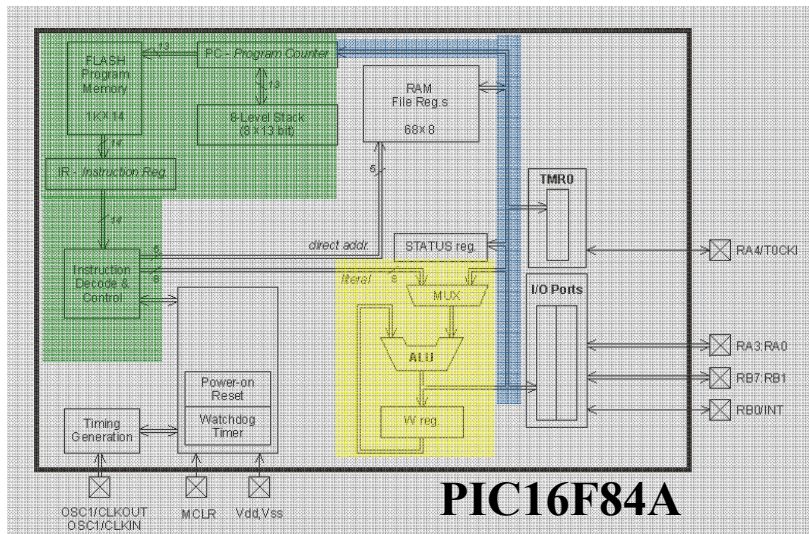 FLASH
Program
Memory
1K×14
13
PC - Program Counter
13
8-Level Stack
(8×13 bit)
RAM
File Reg.s
68×8
14
IR - Instruction Reg.
14
5
TMR0
direct addr.
STATUS reg.
RA4/T0CKI
Instruction
Decode &
Control
5
8
literal
8
MUX
I/O Ports
ALU
RA3:RA0
RB7:RB1
Power-on
Reset
Watchdog
Timer
W reg.
RB0/INT
Timing
Generation
OSC1/CLKOUT
OSC1/CLKIN
MCLR
Vdd,Vss
PIC16F84A